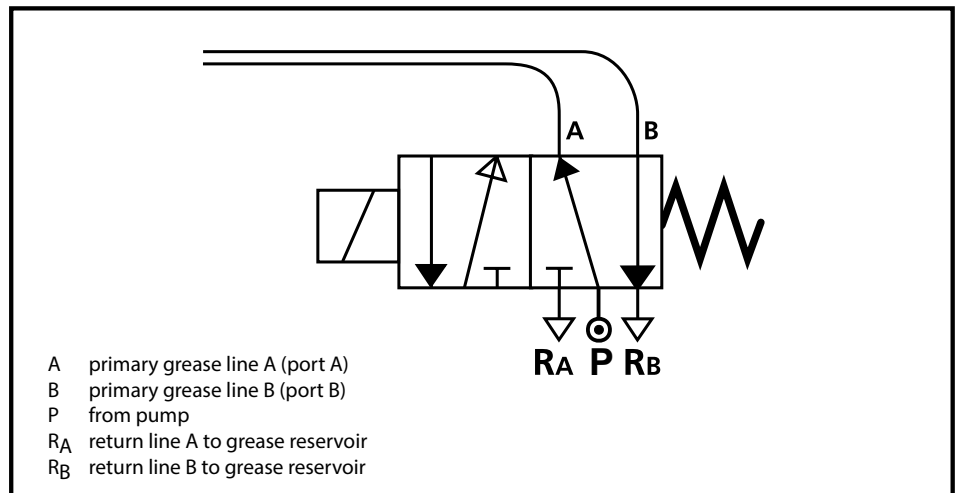 A B
RA P RB
A primary grease line A (port A)
B primary grease line B (port B)
P from pump
RA return line A to grease reservoir
RB return line B to grease reservoir